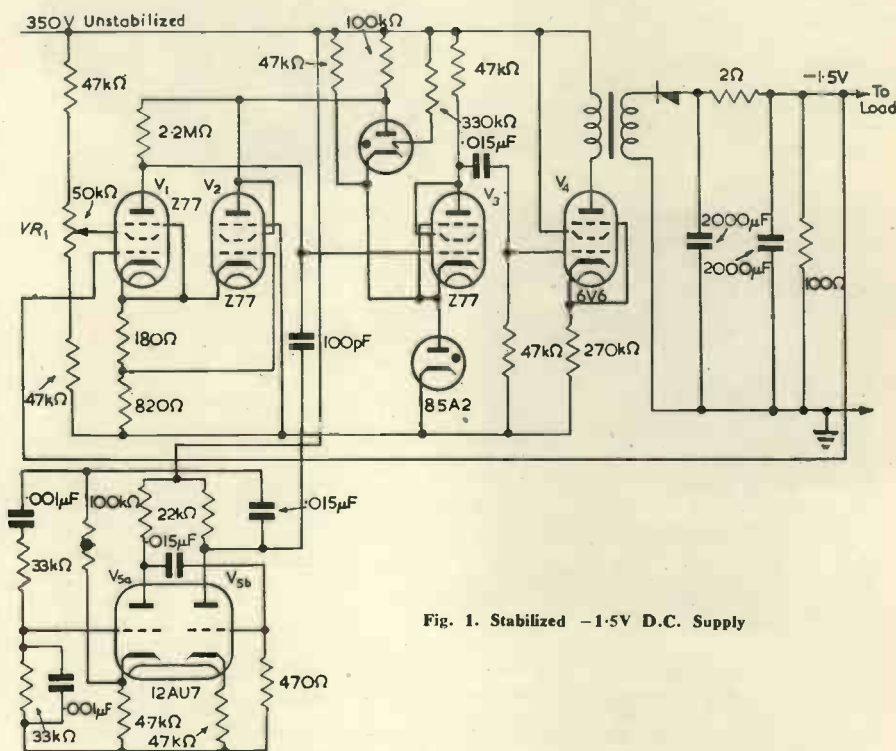 350V Unstabilized
100kΩ
47kΩ
47kΩ
47kΩ
2Ω
-1·5V
To
Load
330kΩ
·015μF
2·2MΩ
V1
Z77
V2
V3
V4
50kΩ
VR1
2000μF
2000μF
100Ω
Z77
6V6
180Ω
100pF
47kΩ
270kΩ
85A2
47kΩ
820Ω
·001μF
100kΩ
22kΩ
·015μF
·015μF
33kΩ
V5a
V5b
Fig. 1. Stabilized -1·5V D.C. Supply
12AU7
470Ω
·001μF
33kΩ
47kΩ
47kΩ